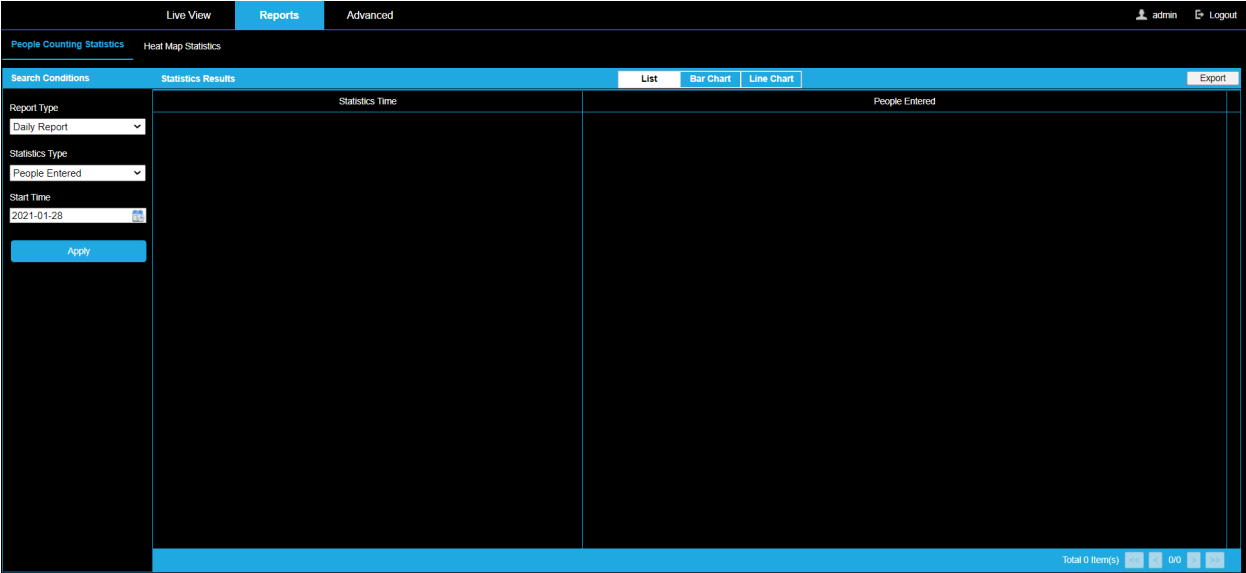 Live View Reports Advanced admin Logout
People Counting Statistics Heat Map Statistics
Search Conditions Statistics Results List Bar Chart Line Chart Export
Report Type
Daily Report
Statistics Type
People Entered
Start Time
2021-01-28
Apply
Statistics Time People Entered
Total 0 Item(s) << < 0/0 > >>